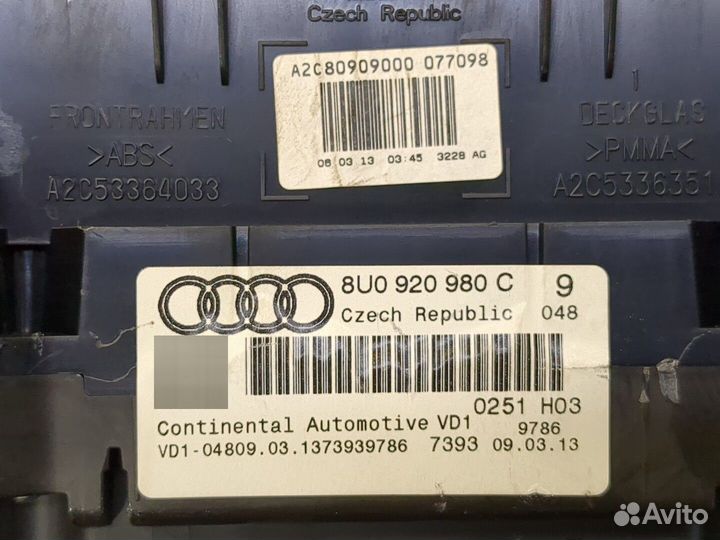 Czech Republic
A2C80909000 077098
06.03.13 03:45 3228 AG
FRONTRAHMEN
>ABS<
A2C53364033
1
DECKGLAS
>PMMA<
A2C5336351
8U0 920 980 C 9
Czech Republic 048
0251 H03
Continental Automotive VD1 9786
VD1-04809.03.1373939786 7393 09.03.13
Avito